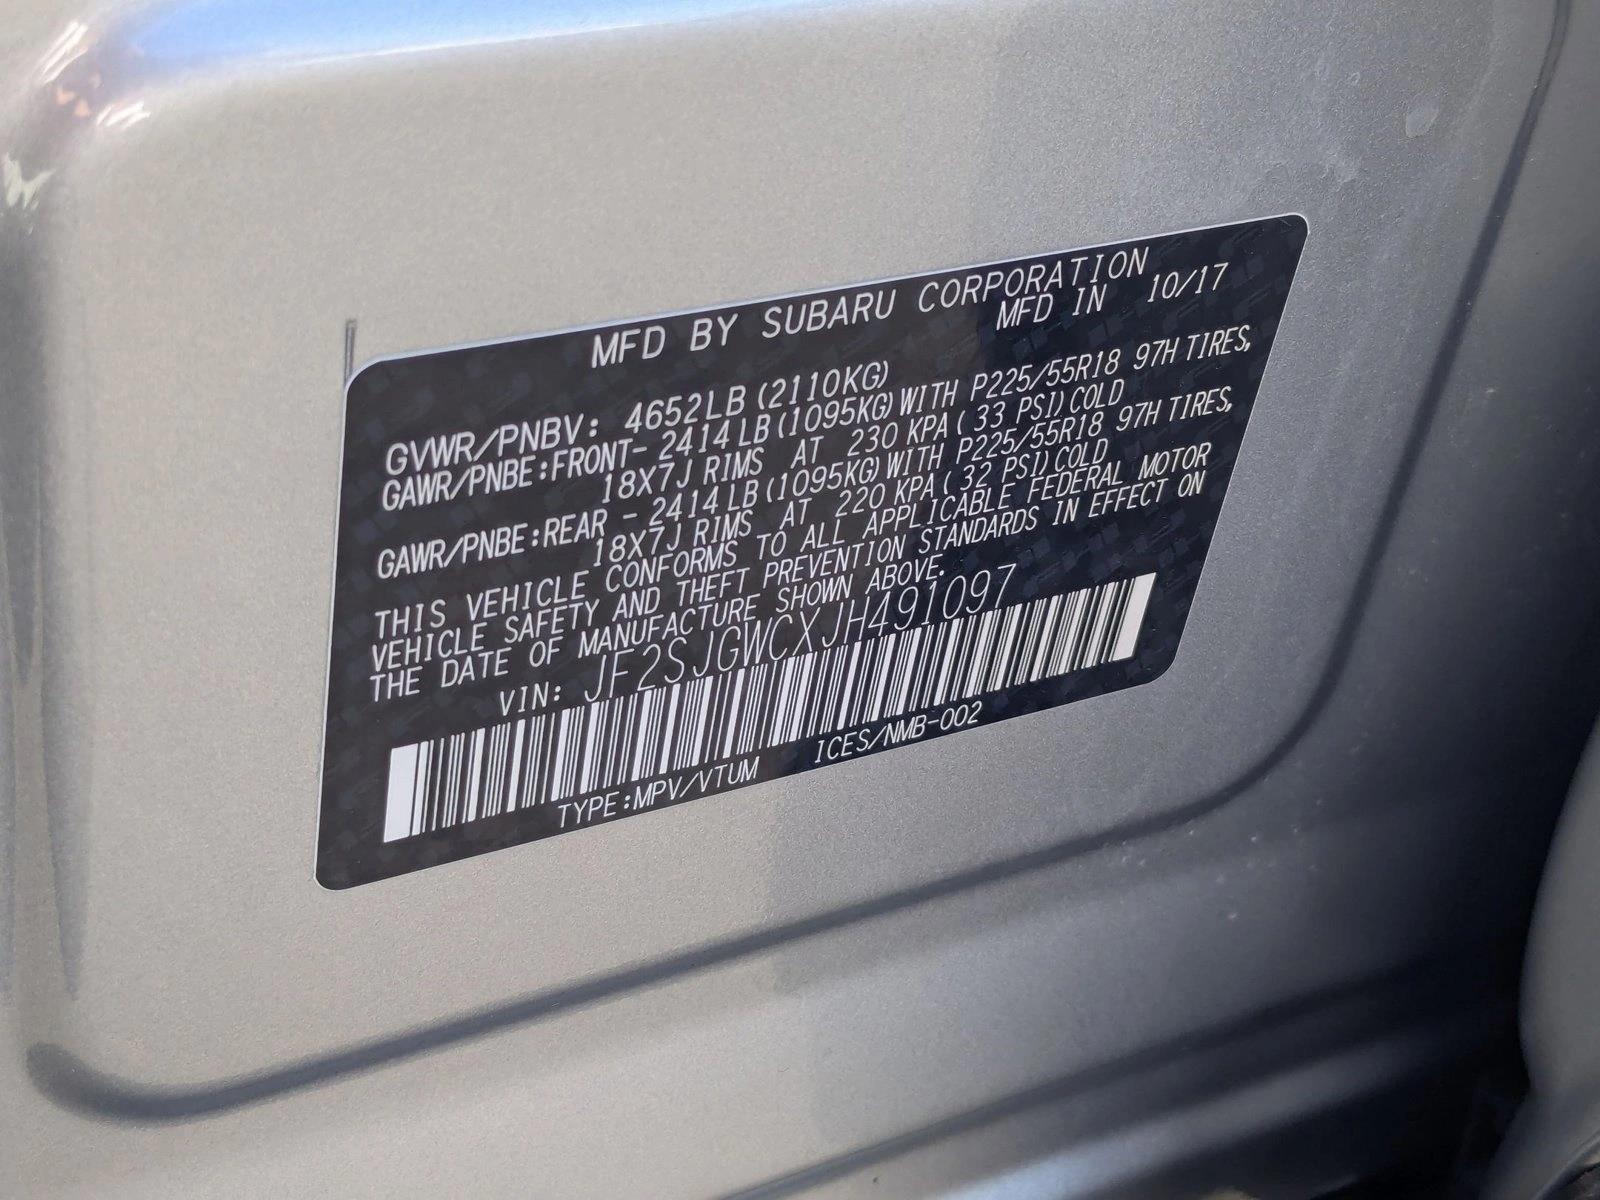 MFD BY SUBARU CORPORATION
MFD IN 10/17
GVWR/PNBV: 4652LB (2110KG)
GAWR/PNBE:FRONT- 2414LB(1095KG)WITH P225/55R18 97H TIRES,
18X7J RIMS AT 230 KPA( 33 PSI)COLD
GAWR/PNBE:REAR - 2414LB(1095KG)WITH P225/55R18 97H TIRES,
18X7J RIMS AT 220 KPA( 32 PSI)COLD
THIS VEHICLE CONFORMS TO ALL APPLICABLE FEDERAL MOTOR
VEHICLE SAFETY AND THEFT PREVENTION STANDARDS IN EFFECT ON
THE DATE OF MANUFACTURE SHOWN ABOVE.
VIN: JF2SJGWCXJH491097
TYPE:MPV/VTUM ICES/NMB-002